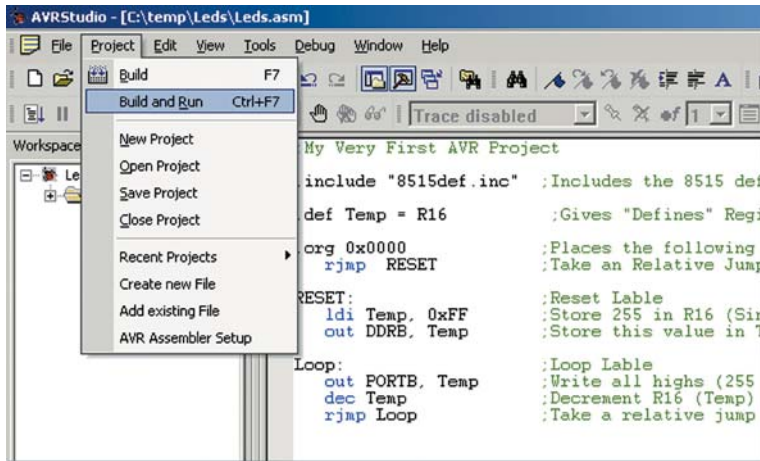 AVRStudio - [C:\temp\Leds\Leds.asm]
File Project Edit View Tools Debug Window Help
Build F7
Build and Run Ctrl+F7
New Project
Open Project
Save Project
Close Project
Recent Projects
Create new File
Add existing File
AVR Assembler Setup
Trace disabled
1
Workspace
Le
My Very First AVR Project
include "8515def.inc" ;Includes the 8515 def
def Temp = R16 ;Gives "Defines" Regi
org 0x0000 ;Places the following
rjmp RESET ;Take an Relative Jump
RESET: ;Reset Lable
ldi Temp, 0xFF ;Store 255 in R16 (Sin
out DDRB, Temp ;Store this value in T
Loop: ;Loop Lable
out PORTB, Temp ;Write all highs (255
dec Temp ;Decrement R16 (Temp)
rjmp Loop ;Take a relative jump